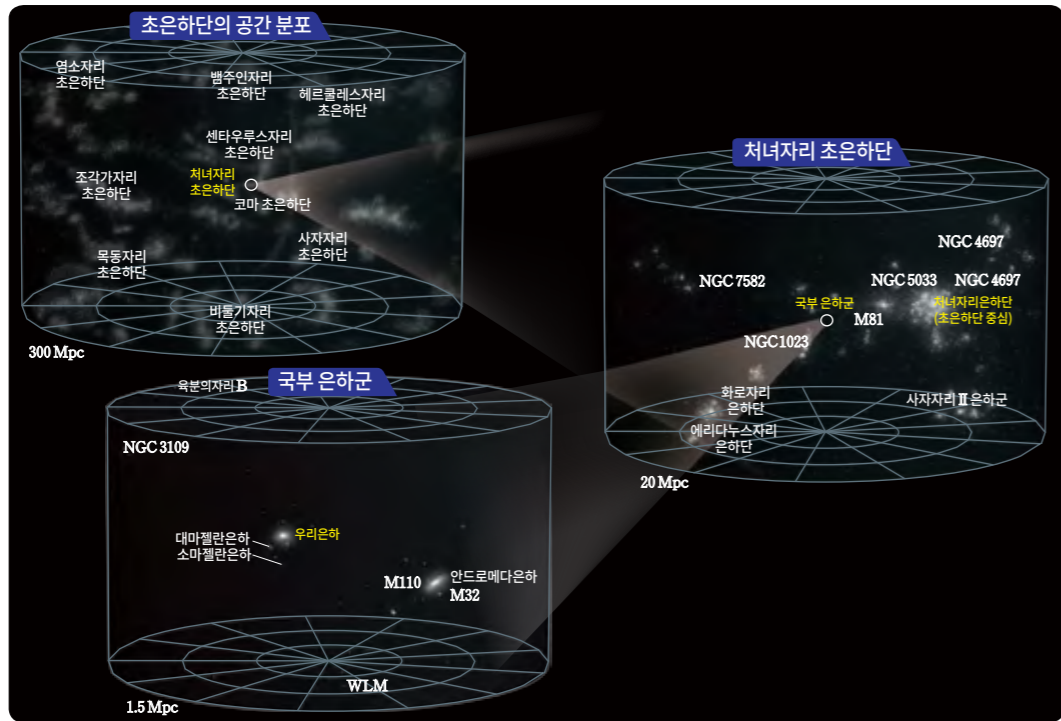 초은하단의 공간 분포
염소자리
초은하단
뱀주인자리
초은하단
헤르쿨레스자리
초은하단
센타우루스자리
초은하단
처녀자리
초은하단
조각가자리
초은하단
코마 초은하단
사자자리
초은하단
목동자리
초은하단
비둘기자리
초은하단
300 Mpc
처녀자리 초은하단
NGC 4697
NGC 7582
NGC 5033
NGC 4697
국부 은하군
처녀자리은하단
(초은하단 중심)
M81
NGC1023
화로자리
은하단
사자자리 Ⅱ 은하군
에리다누스자리
은하단
20 Mpc
국부 은하군
육분의자리 B
NGC 3109
우리은하
대마젤란은하
소마젤란은하
안드로메다은하
M110
M32
WLM
1.5 Mpc